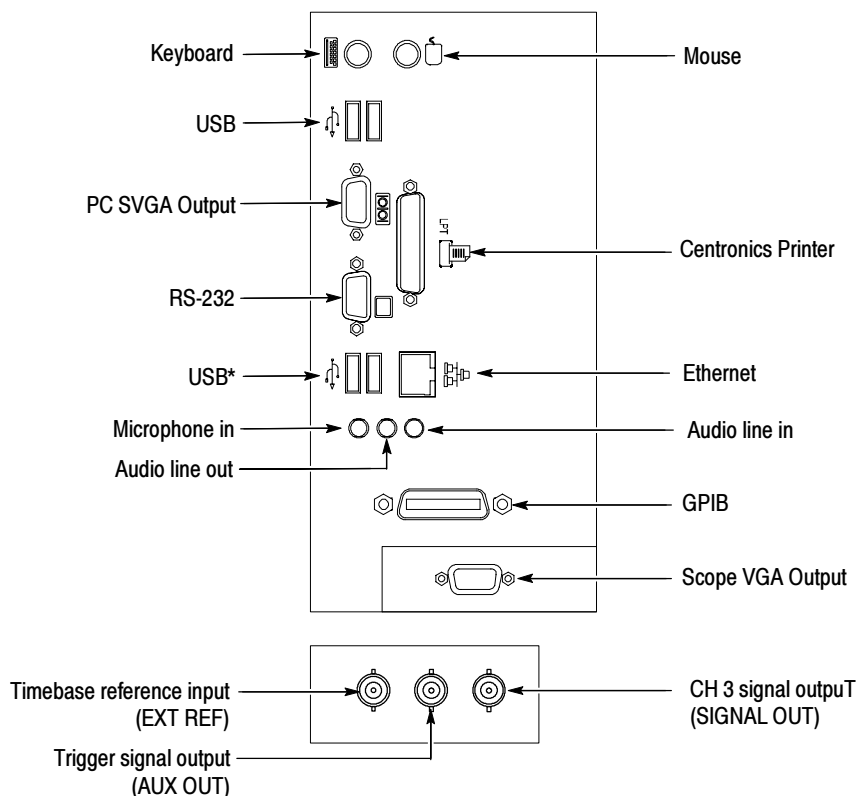 Keyboard
Mouse
USB
PC SVGA Output
LPT
Centronics Printer
RS-232
USB*
Ethernet
Microphone in
Audio line in
Audio line out
GPIB
Scope VGA Output
Timebase reference input
(EXT REF)
CH 3 signal outpuT
(SIGNAL OUT)
Trigger signal output
(AUX OUT)